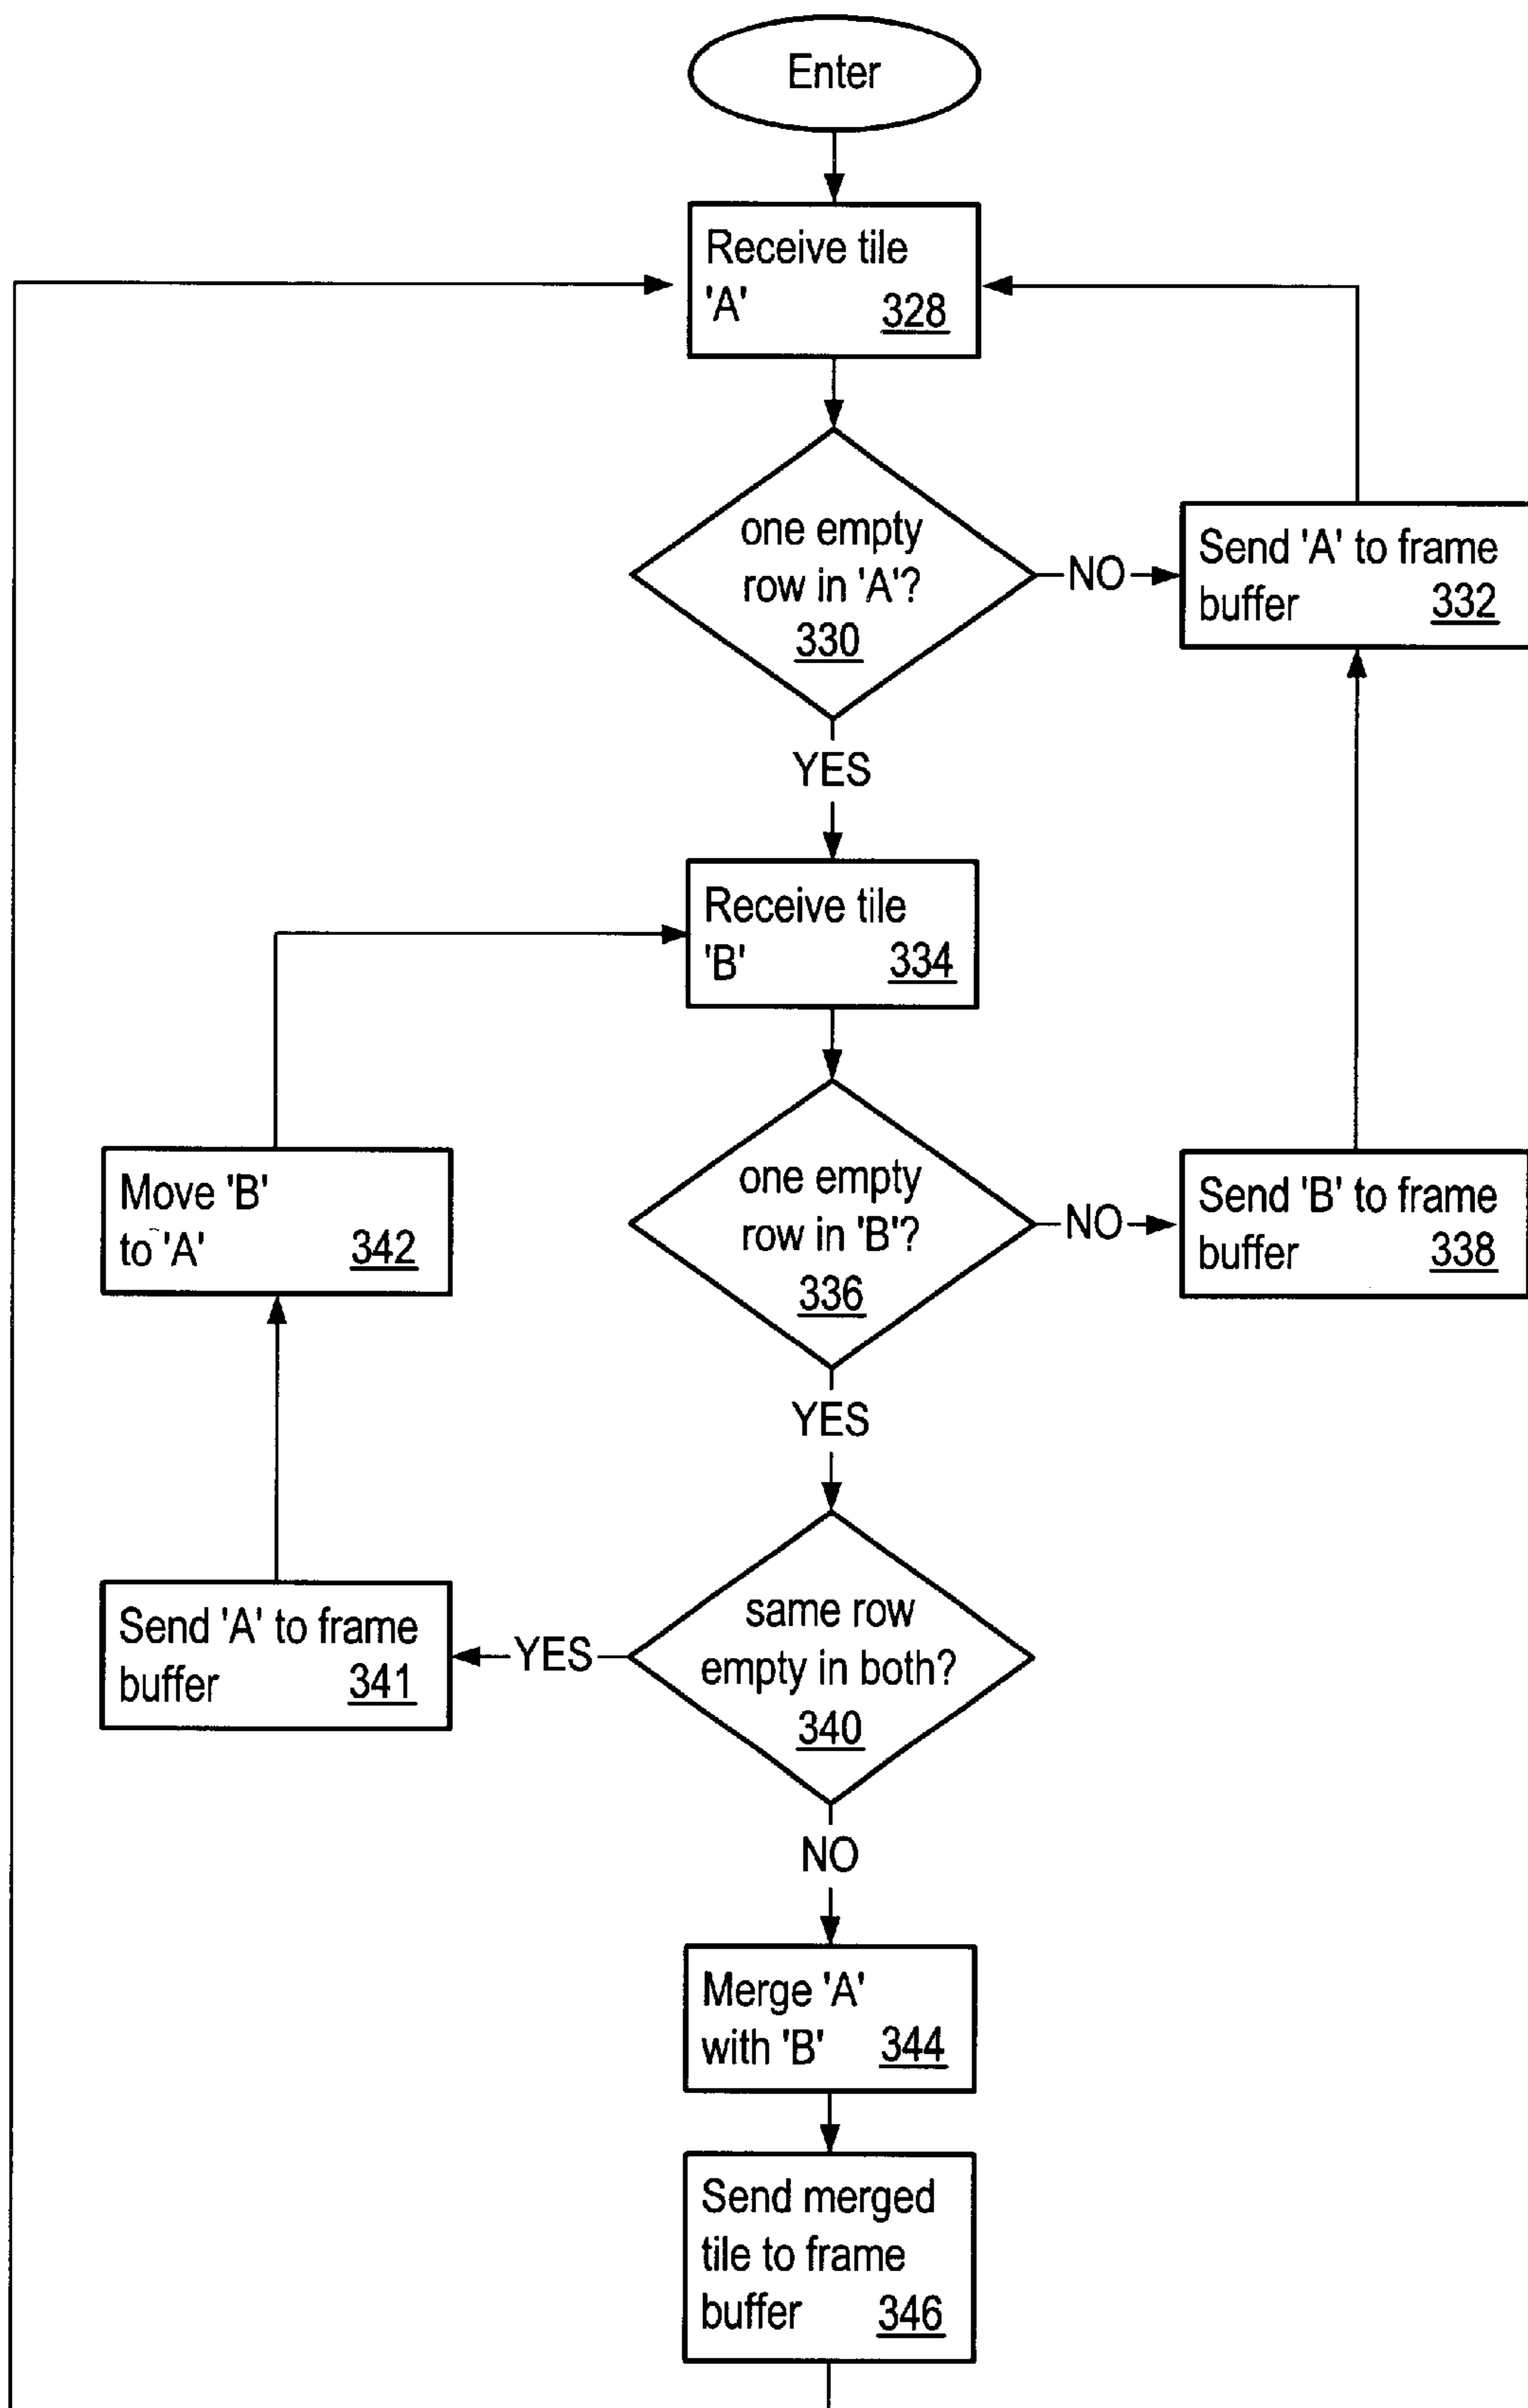 Enter
Receive tile
'A' 328
one empty
row in 'A'?
330
NO
Send 'A' to frame
buffer 332
YES
Receive tile
'B' 334
Move 'B'
to 'A' 342
one empty
row in 'B'?
336
NO
Send 'B' to frame
buffer 338
YES
Send 'A' to frame
buffer 341
YES
same row
empty in both?
340
NO
Merge 'A'
with 'B' 344
Send merged
tile to frame
buffer 346